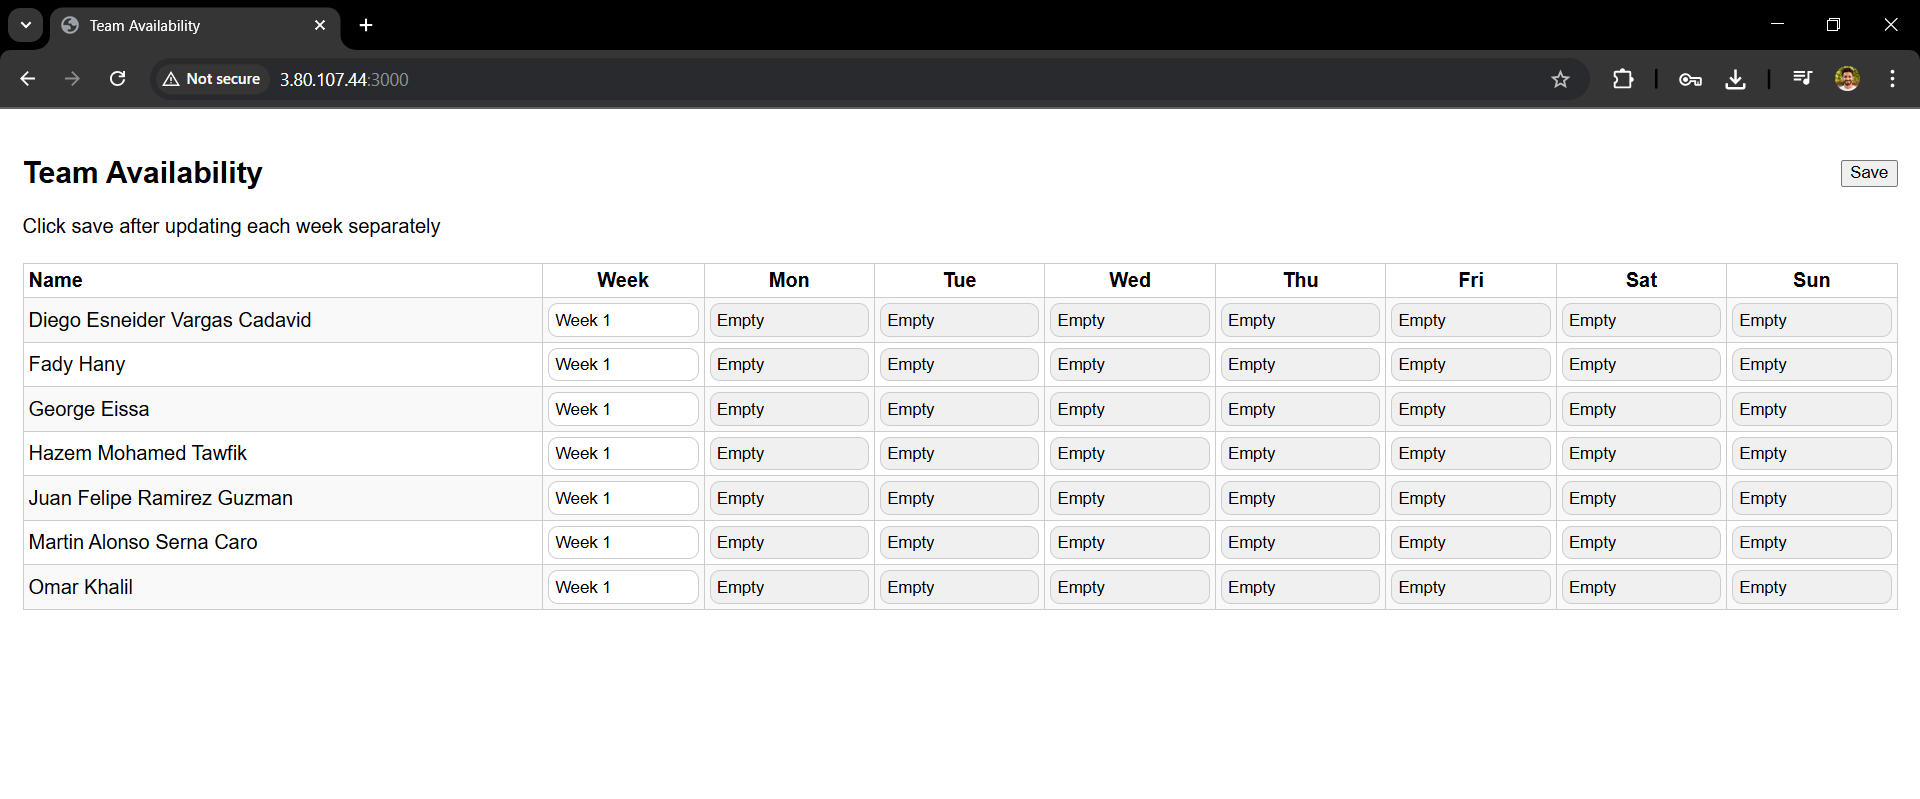 Team Availability
Not secure 3.80.107.44:3000
Team Availability
Save
Click save after updating each week separately
Name Week Mon Tue Wed Thu Fri Sat Sun
Diego Esneider Vargas Cadavid Week 1 Empty Empty Empty Empty Empty Empty Empty
Fady Hany Week 1 Empty Empty Empty Empty Empty Empty Empty
George Eissa Week 1 Empty Empty Empty Empty Empty Empty Empty
Hazem Mohamed Tawfik Week 1 Empty Empty Empty Empty Empty Empty Empty
Juan Felipe Ramirez Guzman Week 1 Empty Empty Empty Empty Empty Empty Empty
Martin Alonso Serna Caro Week 1 Empty Empty Empty Empty Empty Empty Empty
Omar Khalil Week 1 Empty Empty Empty Empty Empty Empty Empty